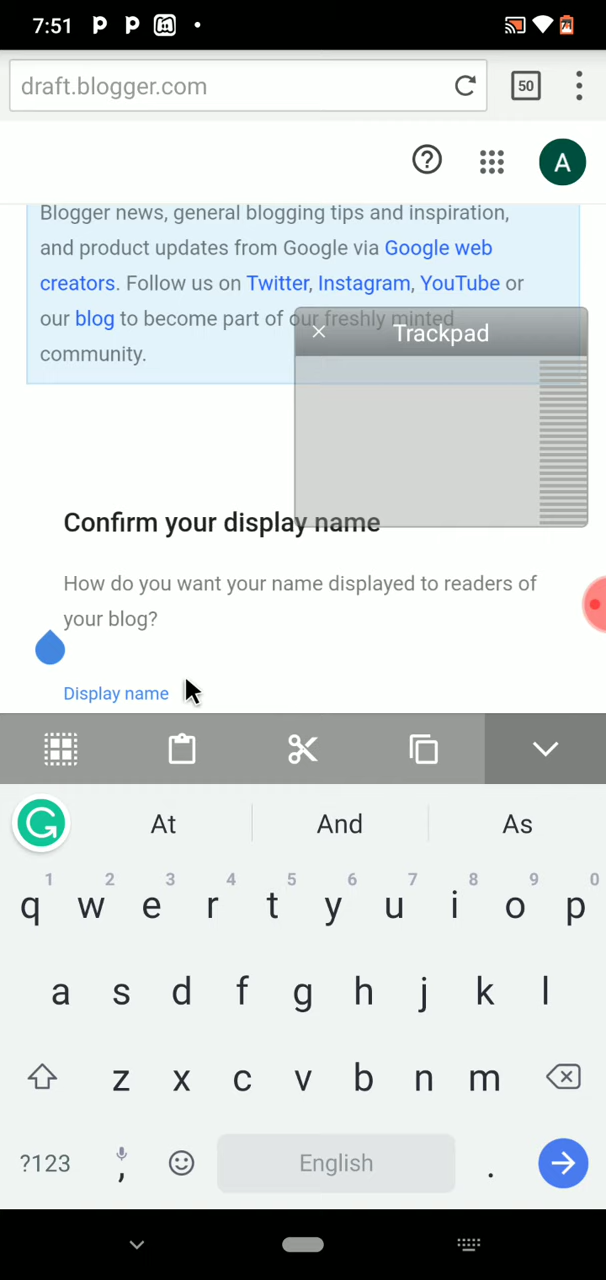 7:51
draft.blogger.com
50
A
Blogger news, general blogging tips and inspiration,
and product updates from Google via Google web
creators. Follow us on Twitter, Instagram, YouTube or
our blog to become part of our freshly minted
community.
Trackpad
Confirm your display name
How do you want your name displayed to readers of
your blog?
Display name
At And As
1 2 3 4 5 6 7 8 9 0
q w e r t y u i o p
a s d f g h j k l
z x c v b n m
?123 , English .